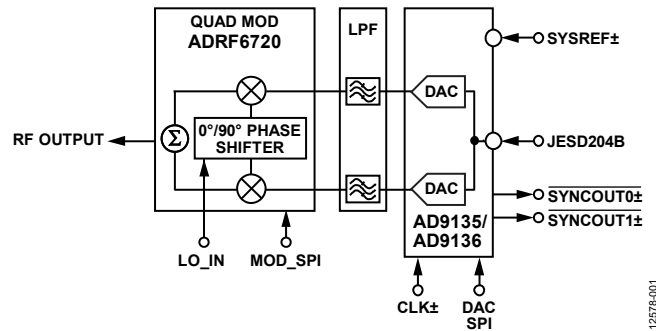 QUAD MOD
ADRF6720
LPF
SYSREF±
DAC
RF OUTPUT
Σ
0°/90° PHASE
SHIFTER
JESD204B
DAC
SYNCOUT0±
SYNCOUT1±
AD9135/
AD9136
LO_IN
MOD_SPI
CLK±
DAC
SPI
12578-001